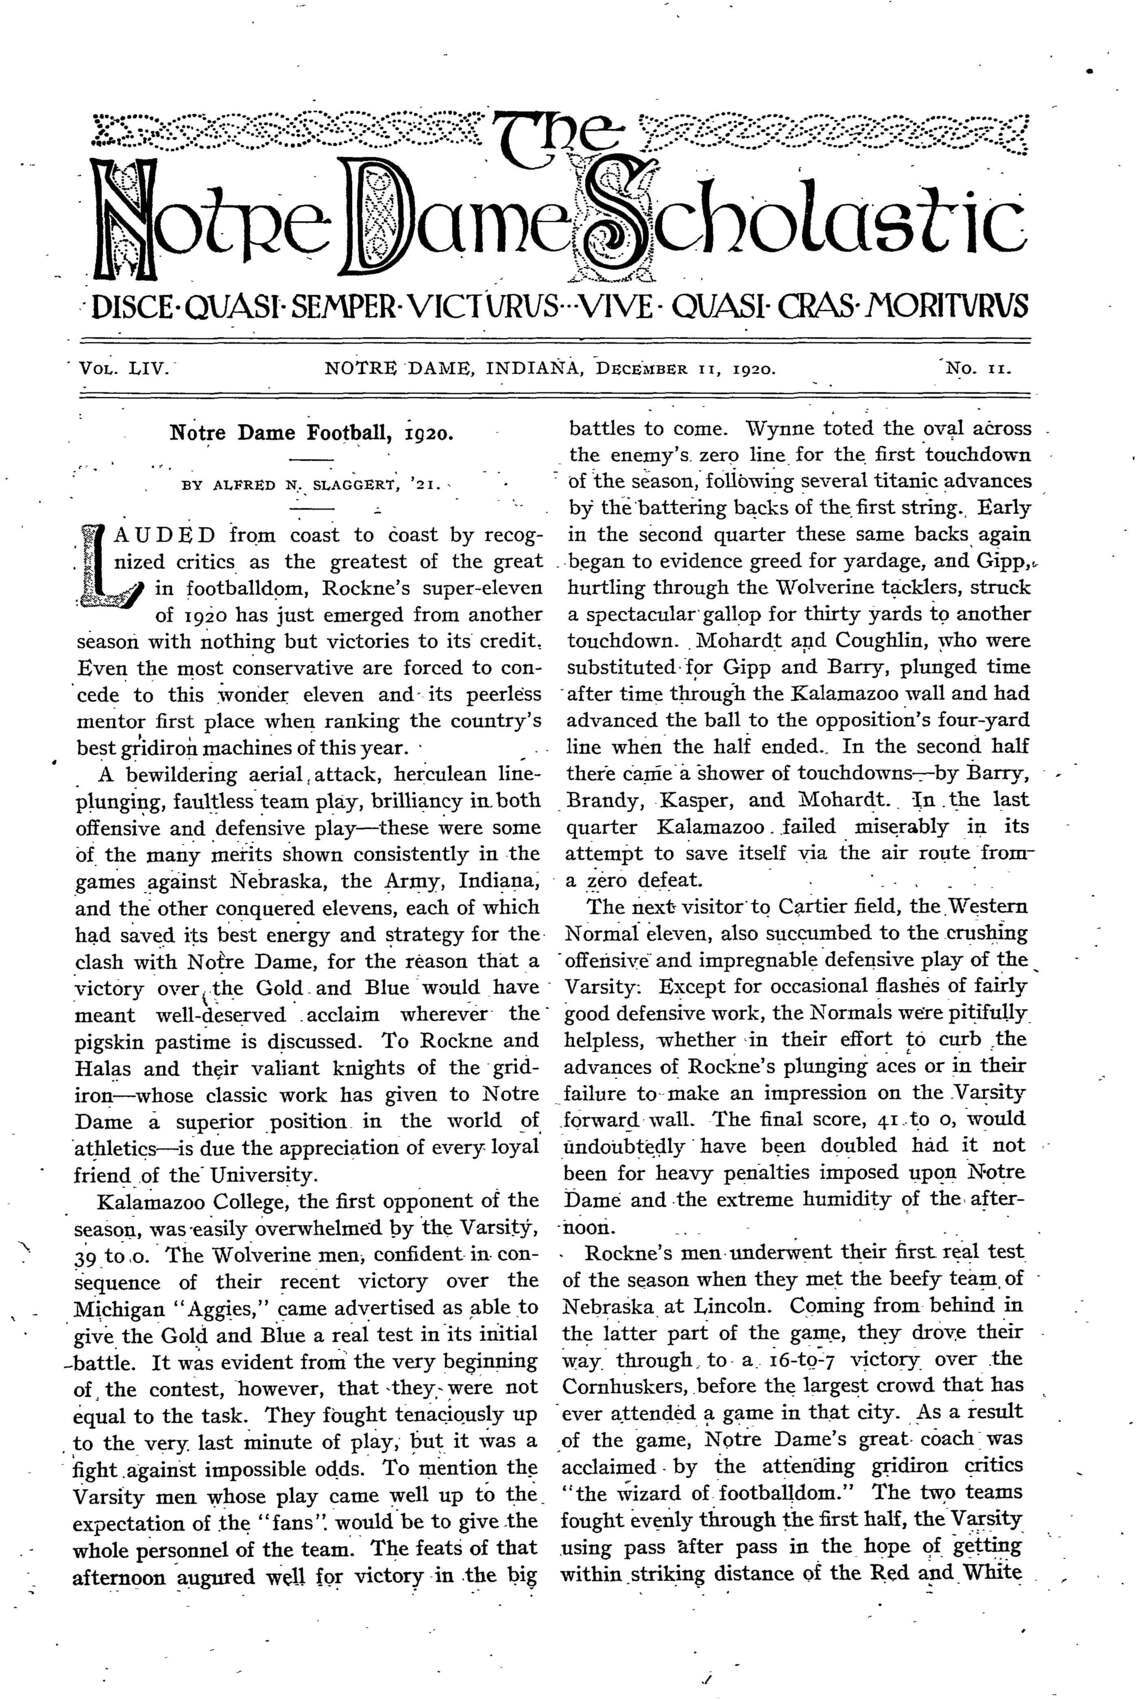 The
Notre Dame Scholastic
DISCE·QUASI·SEMPER·VICTURUS···VIVE·QUASI·CRAS·MORITVRVS
VOL. LIV. NOTRE DAME, INDIANA, DECEMBER 11, 1920. NO. 11.
Notre Dame Football, 1920.
BY ALFRED N. SLAGGERT, '21.
LAUDED from coast to coast by recog-
nized critics as the greatest of the great
in footballdom, Rockne's super-eleven
of 1920 has just emerged from another
season with nothing but victories to its credit.
Even the most conservative are forced to con-
cede to this wonder eleven and its peerless
mentor first place when ranking the country's
best gridiron machines of this year.
A bewildering aerial attack, herculean line-
plunging, faultless team play, brilliancy in both
offensive and defensive play—these were some
of the many merits shown consistently in the
games against Nebraska, the Army, Indiana,
and the other conquered elevens, each of which
had saved its best energy and strategy for the
clash with Notre Dame, for the reason that a
victory over the Gold and Blue would have
meant well-deserved acclaim wherever the
pigskin pastime is discussed. To Rockne and
Halas and their valiant knights of the grid-
iron—whose classic work has given to Notre
Dame a superior position in the world of
athletics—is due the appreciation of every loyal
friend of the University.
Kalamazoo College, the first opponent of the
season, was easily overwhelmed by the Varsity,
39 to 0. The Wolverine men, confident in con-
sequence of their recent victory over the
Michigan "Aggies," came advertised as able to
give the Gold and Blue a real test in its initial
battle. It was evident from the very beginning
of the contest, however, that they were not
equal to the task. They fought tenaciously up
to the very last minute of play, but it was a
fight against impossible odds. To mention the
Varsity men whose play came well up to the
expectation of the "fans" would be to give the
whole personnel of the team. The feats of that
afternoon augured well for victory in the big
battles to come. Wynne toted the oval across
the enemy's zero line for the first touchdown
of the season, following several titanic advances
by the battering backs of the first string. Early
in the second quarter these same backs again
began to evidence greed for yardage, and Gipp,
hurtling through the Wolverine tacklers, struck
a spectacular gallop for thirty yards to another
touchdown. Mohardt and Coughlin, who were
substituted for Gipp and Barry, plunged time
after time through the Kalamazoo wall and had
advanced the ball to the opposition's four-yard
line when the half ended. In the second half
there came a shower of touchdowns—by Barry,
Brandy, Kasper, and Mohardt. In the last
quarter Kalamazoo failed miserably in its
attempt to save itself via the air route from
a zero defeat.
The next visitor to Cartier field, the Western
Normal eleven, also succumbed to the crushing
offensive and impregnable defensive play of the
Varsity. Except for occasional flashes of fairly
good defensive work, the Normals were pitifully
helpless, whether in their effort to curb the
advances of Rockne's plunging aces or in their
failure to make an impression on the Varsity
forward wall. The final score, 41 to 0, would
undoubtedly have been doubled had it not
been for heavy penalties imposed upon Notre
Dame and the extreme humidity of the after-
noon.
Rockne's men underwent their first real test
of the season when they met the beefy team of
Nebraska at Lincoln. Coming from behind in
the latter part of the game, they drove their
way through to a 16-to-7 victory over the
Cornhuskers, before the largest crowd that has
ever attended a game in that city. As a result
of the game, Notre Dame's great coach was
acclaimed by the attending gridiron critics
"the wizard of footballdom." The two teams
fought evenly through the first half, the Varsity
using pass after pass in the hope of getting
within striking distance of the Red and White